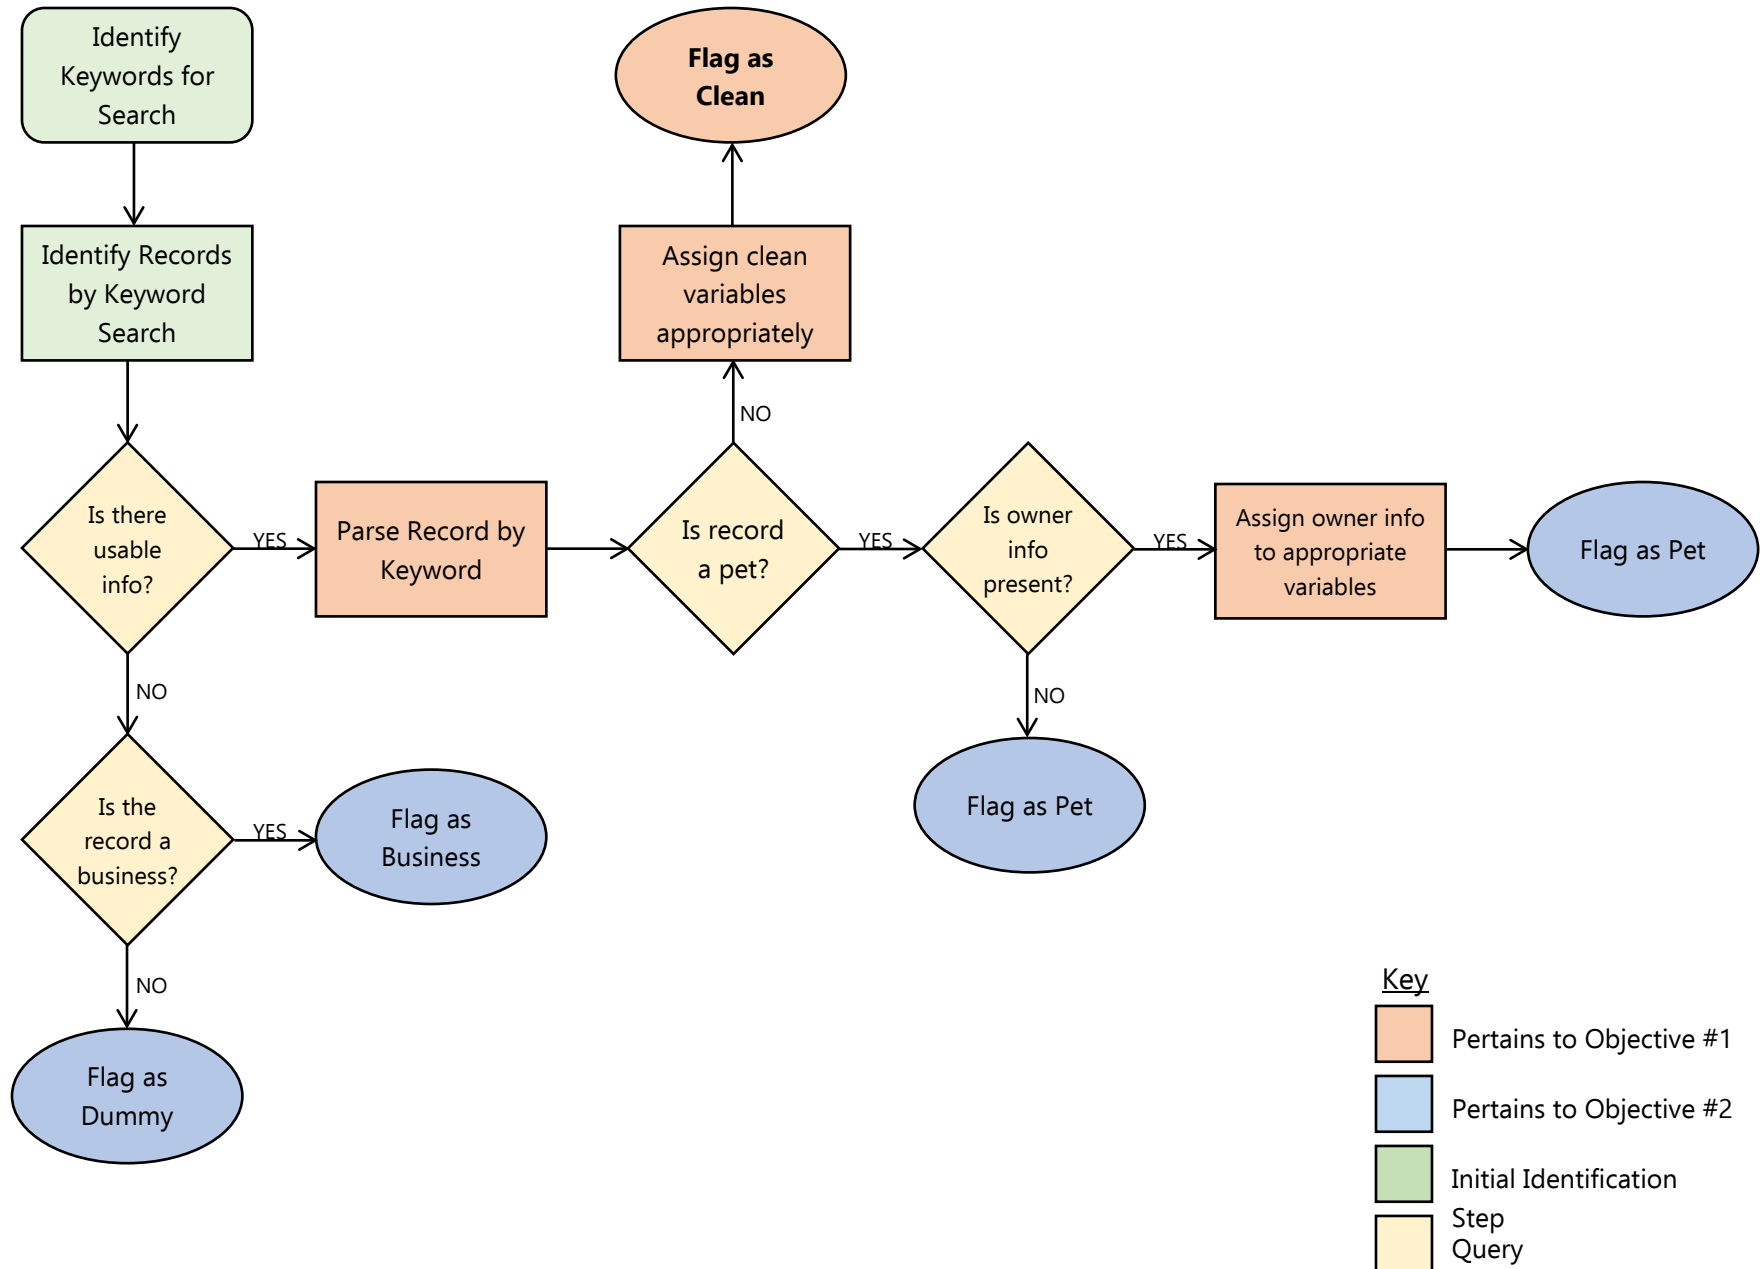 Identify
Keywords for
Search
Flag as
Clean
Identify Records
by Keyword
Search
Assign clean
variables
appropriately
NO
Is there
usable
info?
YES
Parse Record by
Keyword
Is record
a pet?
YES
Is owner
info
present?
YES
Assign owner info
to appropriate
variables
Flag as Pet
NO
NO
Is the
record a
business?
YES
Flag as
Business
Flag as Pet
NO
Flag as
Dummy
Key
Pertains to Objective #1
Pertains to Objective #2
Initial Identification
Step
Query